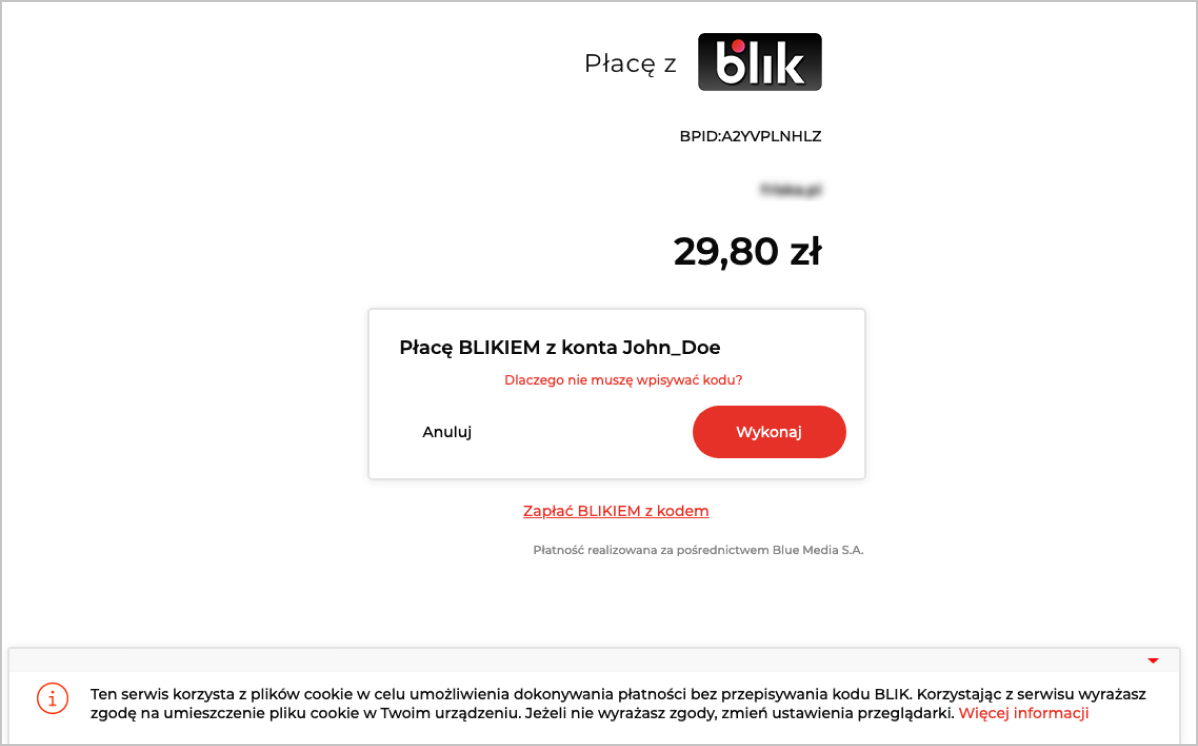 Płacę z blik
BPID:A2YVPLNHLZ
29,80 zł
Płacę BLIKIEM z konta John_Doe
Dlaczego nie muszę wpisywać kodu?
Anuluj Wykonaj
Zapłać BLIKIEM z kodem
Płatność realizowana za pośrednictwem Blue Media S.A.
Ten serwis korzysta z plików cookie w celu umożliwienia dokonywania płatności bez przepisywania kodu BLIK. Korzystając z serwisu wyrażasz
zgodę na umieszczenie pliku cookie w Twoim urządzeniu. Jeżeli nie wyrażasz zgody, zmień ustawienia przeglądarki. Więcej informacji